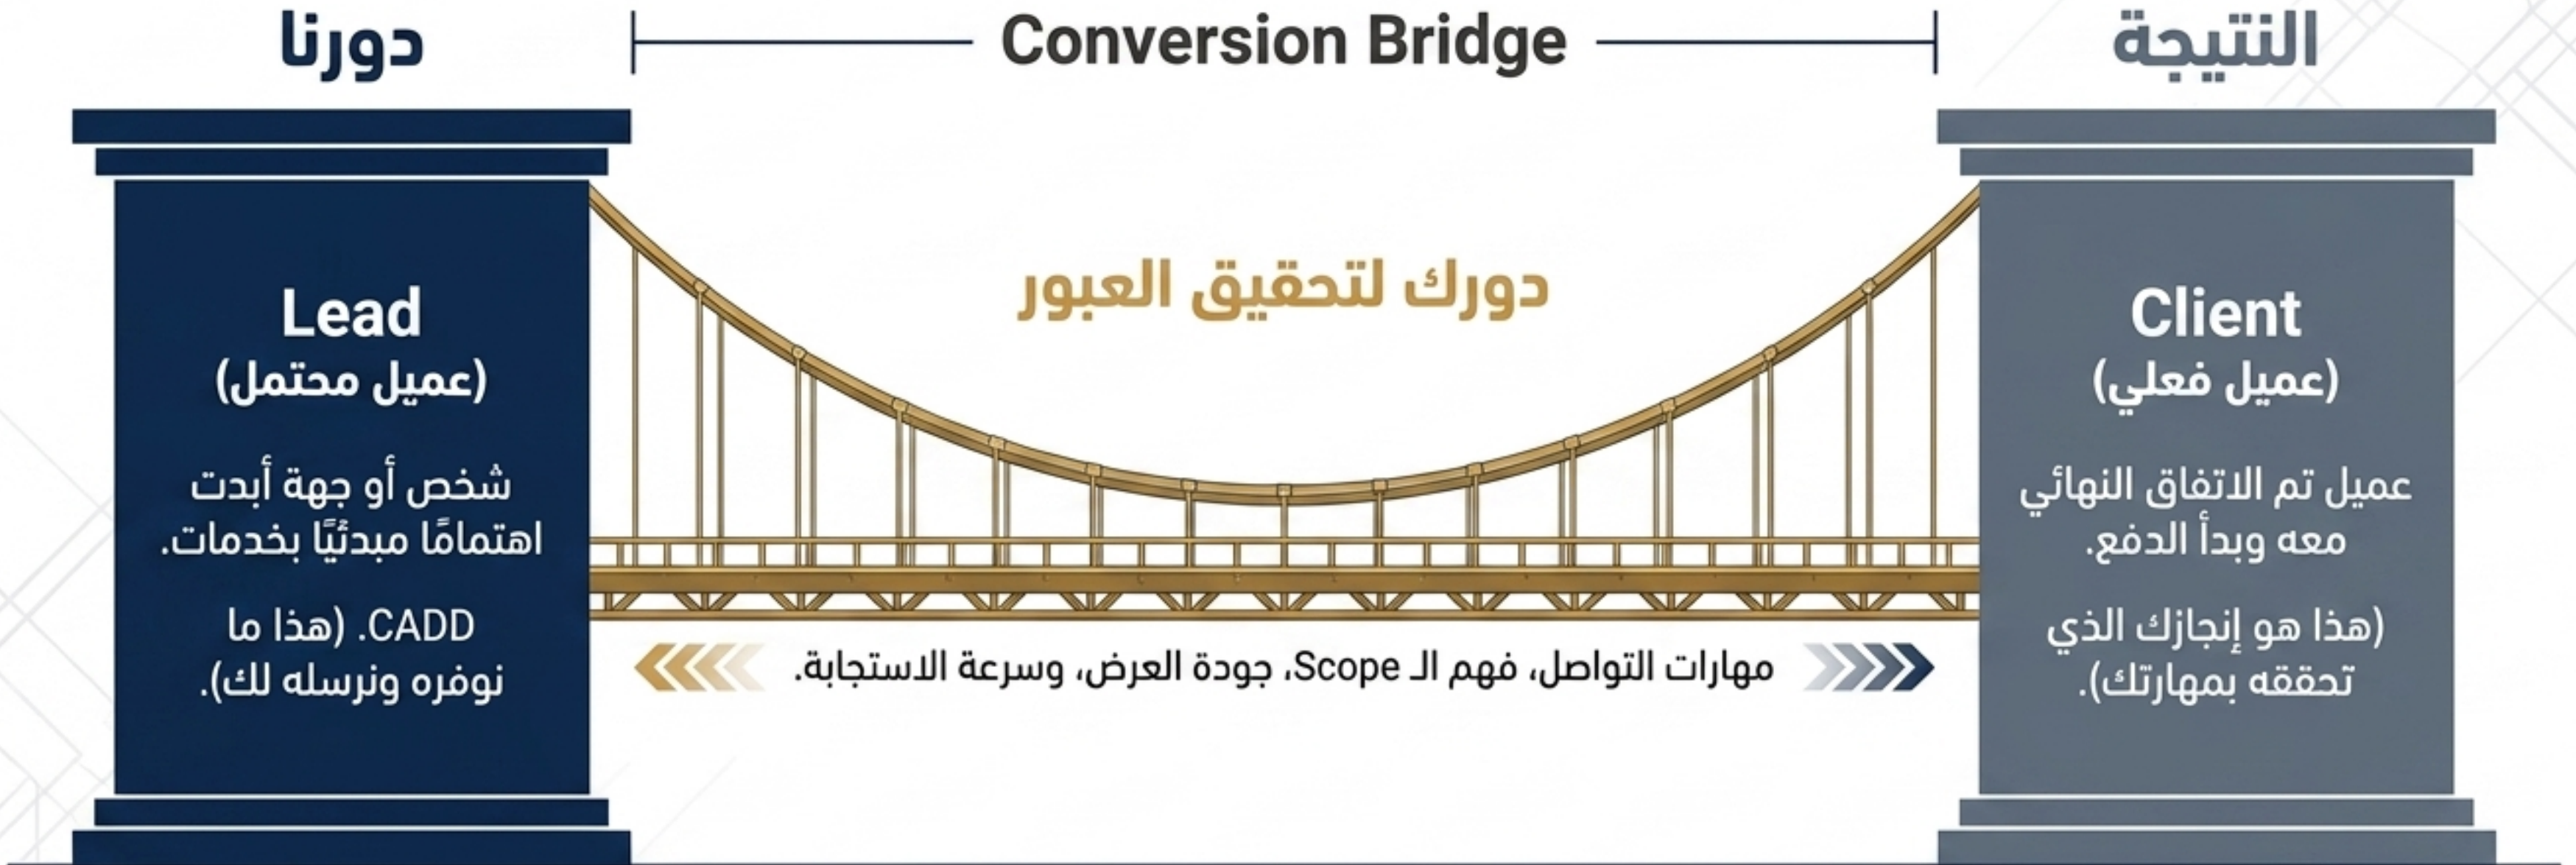 دورنا
Conversion Bridge
النتيجة
Lead
(عميل محتمل)
شخص أو جهة أبدت
اهتمامًا مبدئيًا بخدمات.
CADD. (هذا ما
نوفره ونرسله لك).
دورك لتحقيق العبور
مهارات التواصل، فهم الـ Scope، جودة العرض، وسرعة الاستجابة.
Client
(عميل فعلي)
عميل تم الاتفاق النهائي
معه وبدأ الدفع.
(هذا هو إنجازك الذي
تحققه بمهارتك).